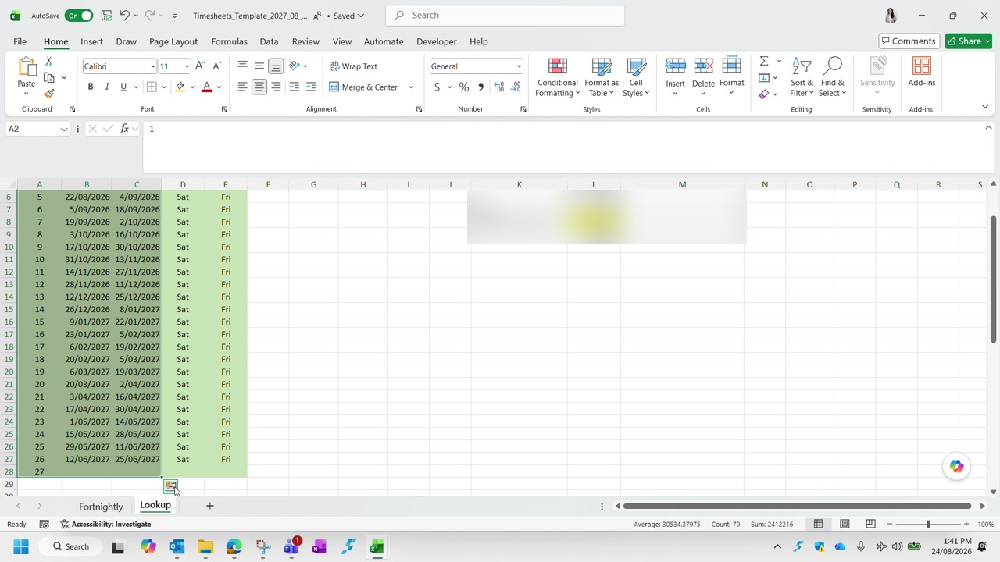 AutoSave On Timesheets_Template_2027_08_... • Saved Search
File Home Insert Draw Page Layout Formulas Data Review View Automate Developer Help Comments Share
Paste Calibri 11 Wrap Text General Conditional Formatting Format as Table Cell Styles Insert Delete Format Sort & Filter Find & Select Sensitivity Add-ins
B I U Merge & Center $ %
Clipboard Font Alignment Number Styles Cells Editing Sensitivity Add-ins
A2 fx 1
A B C D E F G H I J K L M N O P Q R S
6 5 22/08/2026 4/09/2026 Sat Fri
7 6 5/09/2026 18/09/2026 Sat Fri
8 7 19/09/2026 2/10/2026 Sat Fri
9 8 3/10/2026 16/10/2026 Sat Fri
10 9 17/10/2026 30/10/2026 Sat Fri
11 10 31/10/2026 13/11/2026 Sat Fri
12 11 14/11/2026 27/11/2026 Sat Fri
13 12 28/11/2026 11/12/2026 Sat Fri
14 13 12/12/2026 25/12/2026 Sat Fri
15 14 26/12/2026 8/01/2027 Sat Fri
16 15 9/01/2027 22/01/2027 Sat Fri
17 16 23/01/2027 5/02/2027 Sat Fri
18 17 6/02/2027 19/02/2027 Sat Fri
19 18 20/02/2027 5/03/2027 Sat Fri
20 19 6/03/2027 19/03/2027 Sat Fri
21 20 20/03/2027 2/04/2027 Sat Fri
22 21 3/04/2027 16/04/2027 Sat Fri
23 22 17/04/2027 30/04/2027 Sat Fri
24 23 1/05/2027 14/05/2027 Sat Fri
25 24 15/05/2027 28/05/2027 Sat Fri
26 25 29/05/2027 11/06/2027 Sat Fri
27 26 12/06/2027 25/06/2027 Sat Fri
28 27
29
Fortnightly Lookup
Ready Accessibility: Investigate Average: 30534.37975 Count: 79 Sum: 2412216 100%
Search 1 1:41 PM
24/08/2026